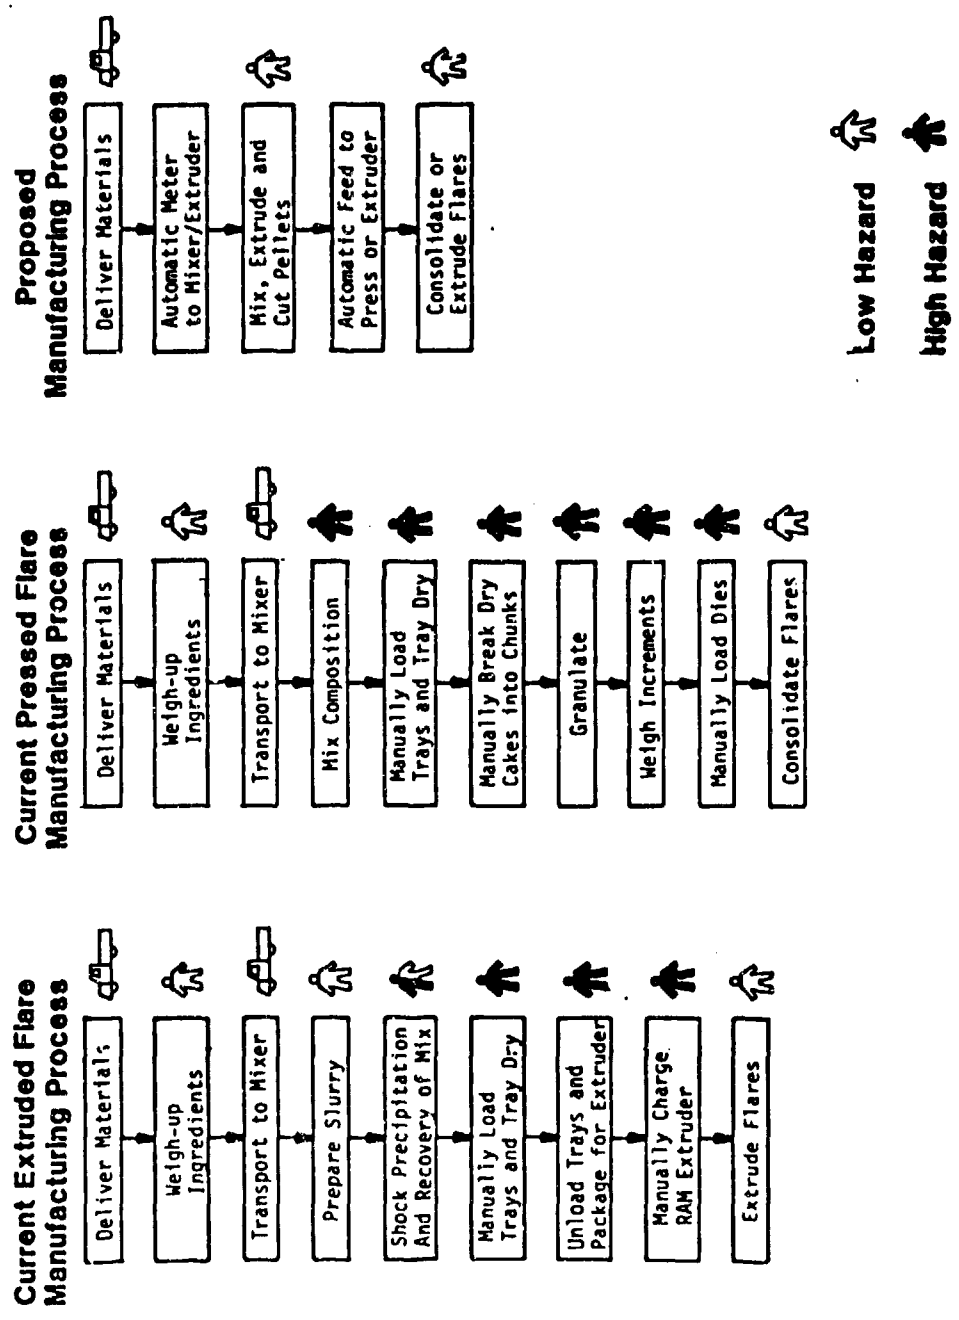 Current Extruded Flare
Manufacturing Process
Deliver Materials
Weigh-up
Ingredients
Transport to Mixer
Prepare Slurry
Shock Precipitation
And Recovery of Mix
Manually Load
Trays and Tray Dry
Unload Trays and
Package for Extruder
Manually Charge
RAM Extruder
Extrude Flares
Current Pressed Flare
Manufacturing Process
Deliver Materials
Weigh-up
Ingredients
Transport to Mixer
Mix Composition
Manually Load
Trays and Tray Dry
Manually Break Dry
Cakes into Chunks
Granulate
Weigh Increments
Manually Load Dies
Consolidate Flares
Proposed
Manufacturing Process
Deliver Materials
Automatic Meter
to Mixer/Extruder
Mix, Extrude and
Cut Pellets
Automatic Feed to
Press or Extruder
Consolidate or
Extrude Flares
Low Hazard
High Hazard